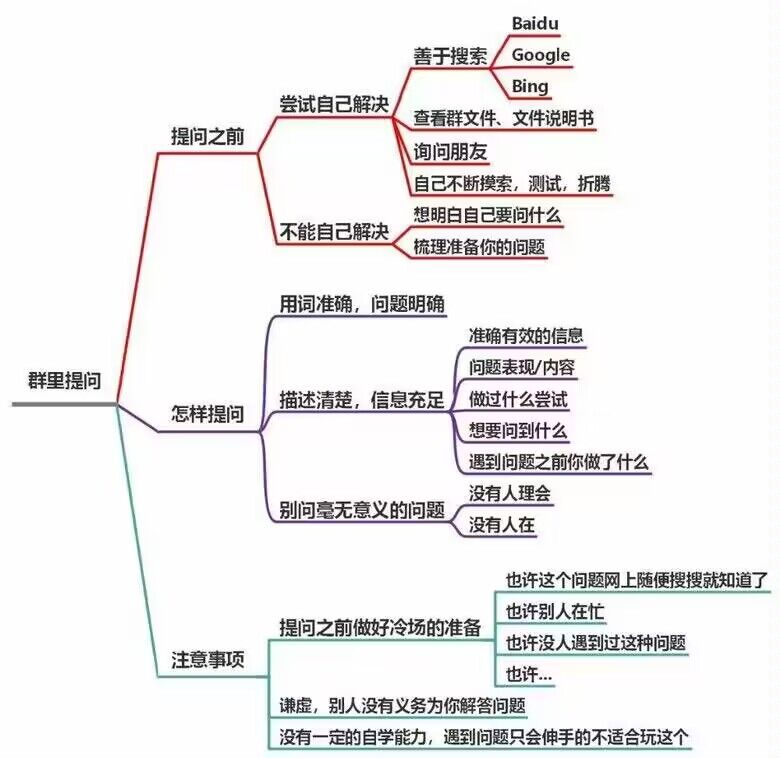 群里提问
提问之前
尝试自己解决
善于搜索
Baidu
Google
Bing
查看群文件、文件说明书
询问朋友
自己不断摸索，测试，折腾
不能自己解决
想明白自己要问什么
梳理准备你的问题
怎样提问
用词准确，问题明确
描述清楚，信息充足
准确有效的信息
问题表现/内容
做过什么尝试
想要问到什么
遇到问题之前你做了什么
别问毫无意义的问题
没有人理会
没有人在
注意事项
提问之前做好冷场的准备
也许这个问题网上随便搜搜就知道了
也许别人在忙
也许没人遇到过这种问题
也许...
谦虚，别人没有义务为你解答问题
没有一定的自学能力，遇到问题只会伸手的不适合玩这个